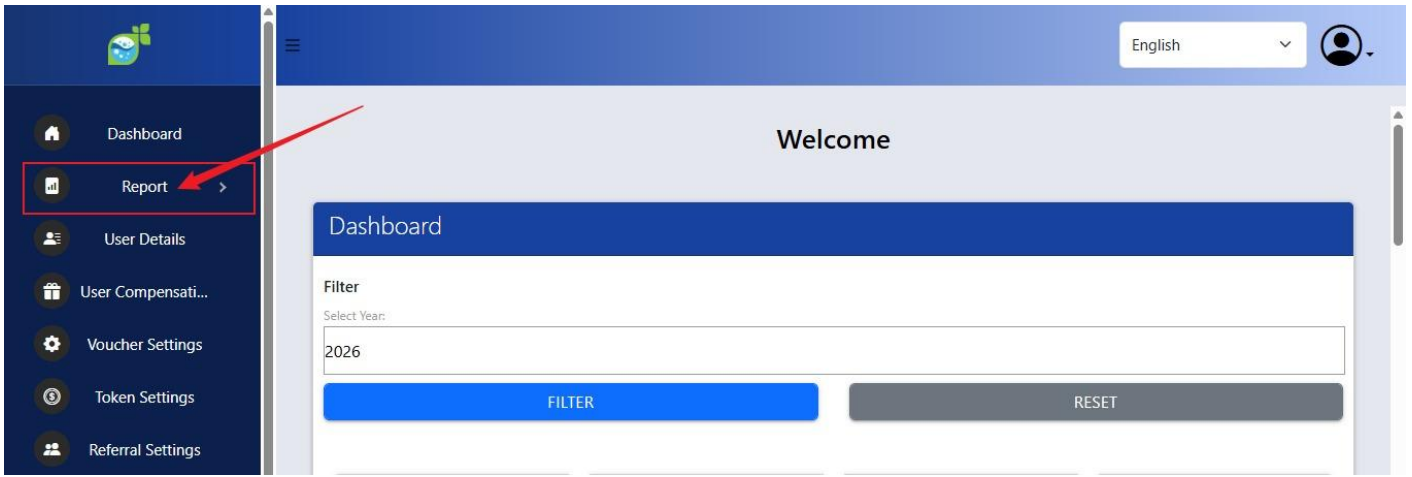 English
Dashboard
Report
User Details
User Compensati...
Voucher Settings
Token Settings
Referral Settings
Welcome
Dashboard
Filter
Select Year:
2026
FILTER
RESET